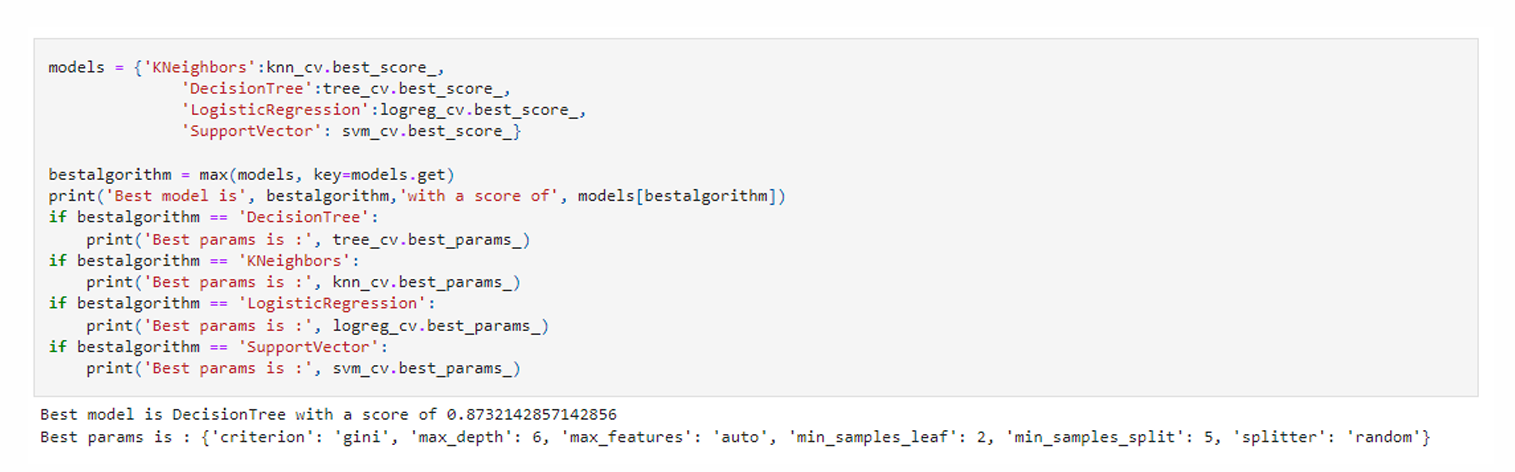 models = {'KNeighbors':knn_cv.best_score_,
              'DecisionTree':tree_cv.best_score_,
              'LogisticRegression':logreg_cv.best_score_,
              'SupportVector': svm_cv.best_score_}

bestalgorithm = max(models, key=models.get)
print('Best model is', bestalgorithm,'with a score of', models[bestalgorithm])
if bestalgorithm == 'DecisionTree':
    print('Best params is :', tree_cv.best_params_)
if bestalgorithm == 'KNeighbors':
    print('Best params is :', knn_cv.best_params_)
if bestalgorithm == 'LogisticRegression':
    print('Best params is :', logreg_cv.best_params_)
if bestalgorithm == 'SupportVector':
    print('Best params is :', svm_cv.best_params_)
Best model is DecisionTree with a score of 0.8732142857142856
Best params is : {'criterion': 'gini', 'max_depth': 6, 'max_features': 'auto', 'min_samples_leaf': 2, 'min_samples_split': 5, 'splitter': 'random'}